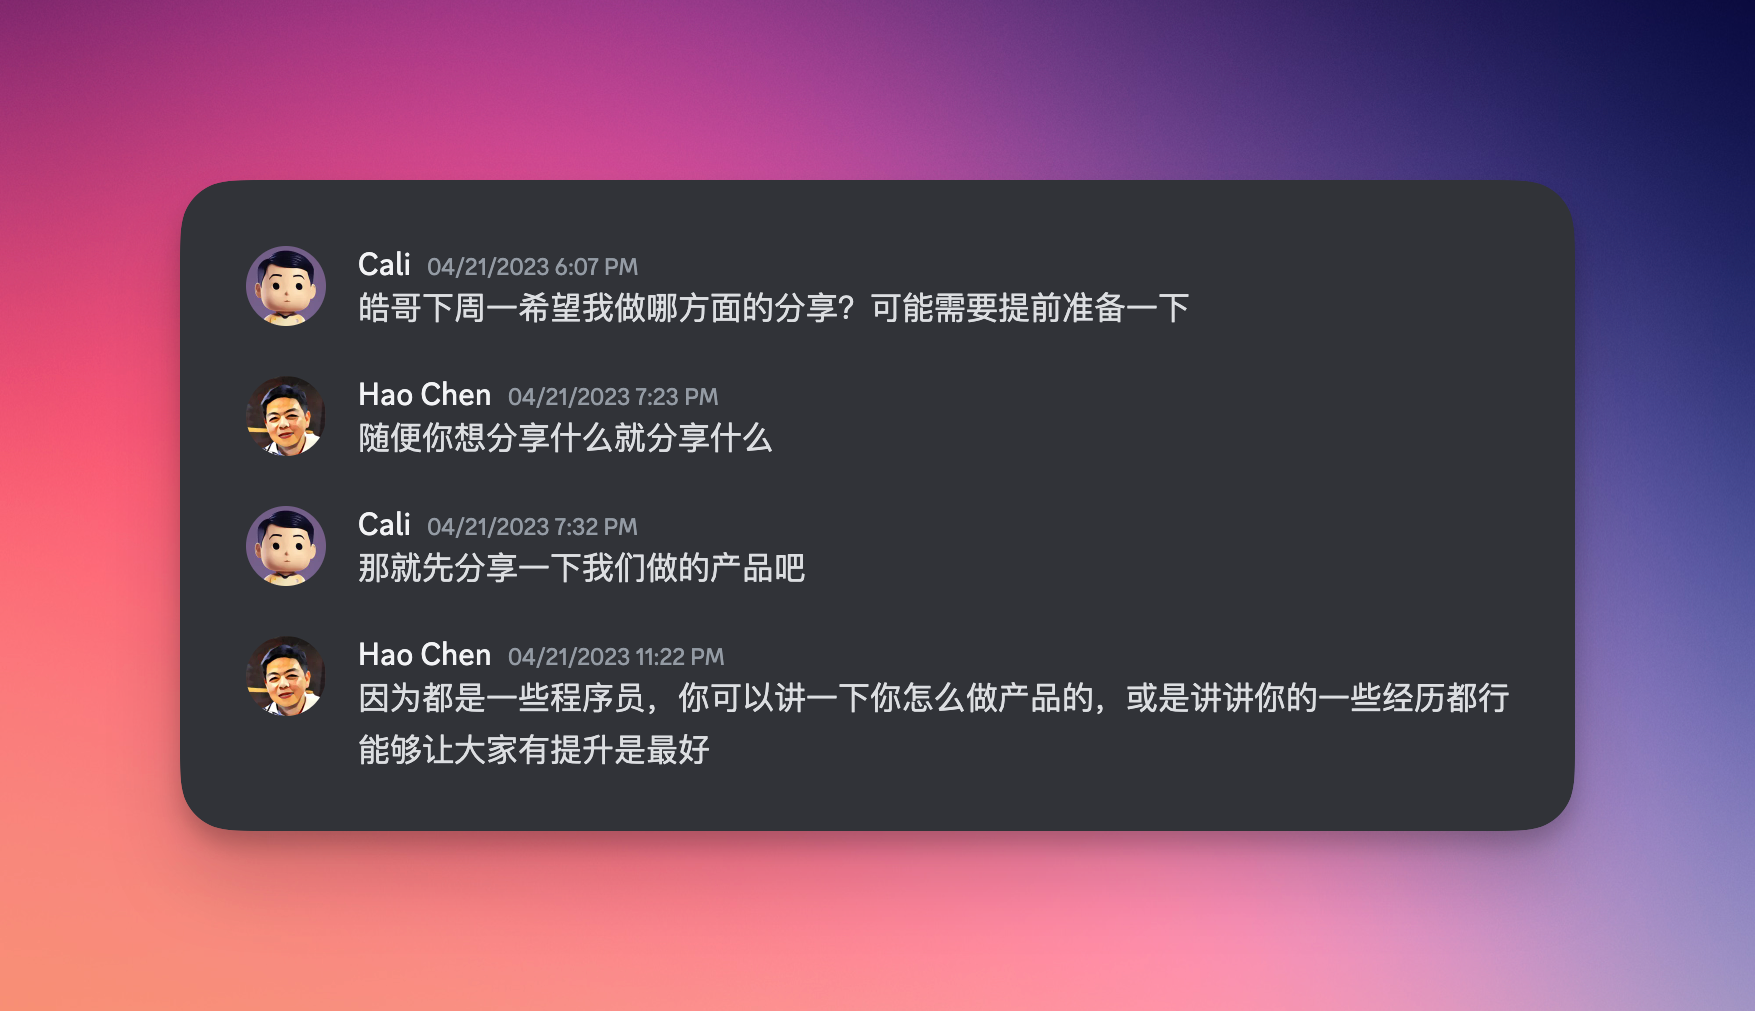 Cali 04/21/2023 6:07 PM
皓哥下周一希望我做哪方面的分享？可能需要提前准备一下
Hao Chen 04/21/2023 7:23 PM
随便你想分享什么就分享什么
Cali 04/21/2023 7:32 PM
那就先分享一下我们做的产品吧
Hao Chen 04/21/2023 11:22 PM
因为都是一些程序员，你可以讲一下你怎么做产品的，或是讲讲你的一些经历都行
能够让大家有提升是最好